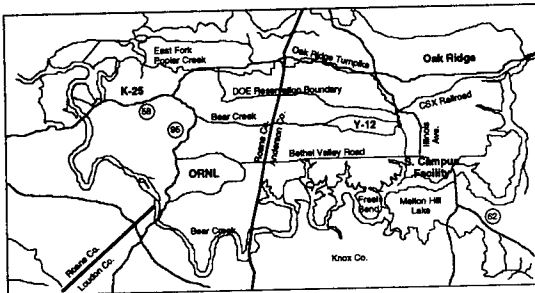 East Fork
Popler Creek
Oak Ridge Turnpike
Oak Ridge
K-25
DOE Reservation Boundary
CSX Railroad
58
95
Bear Creek
Y-12
Roane Co.
Anderson Co.
Illinois
Ave.
Bethel Valley Road
ORNL
S. Campus
Facility
Freel
Bend
Melton Hill
Lake
62
Bear Creek
Knox Co.
Roane Co.
Loudon Co.